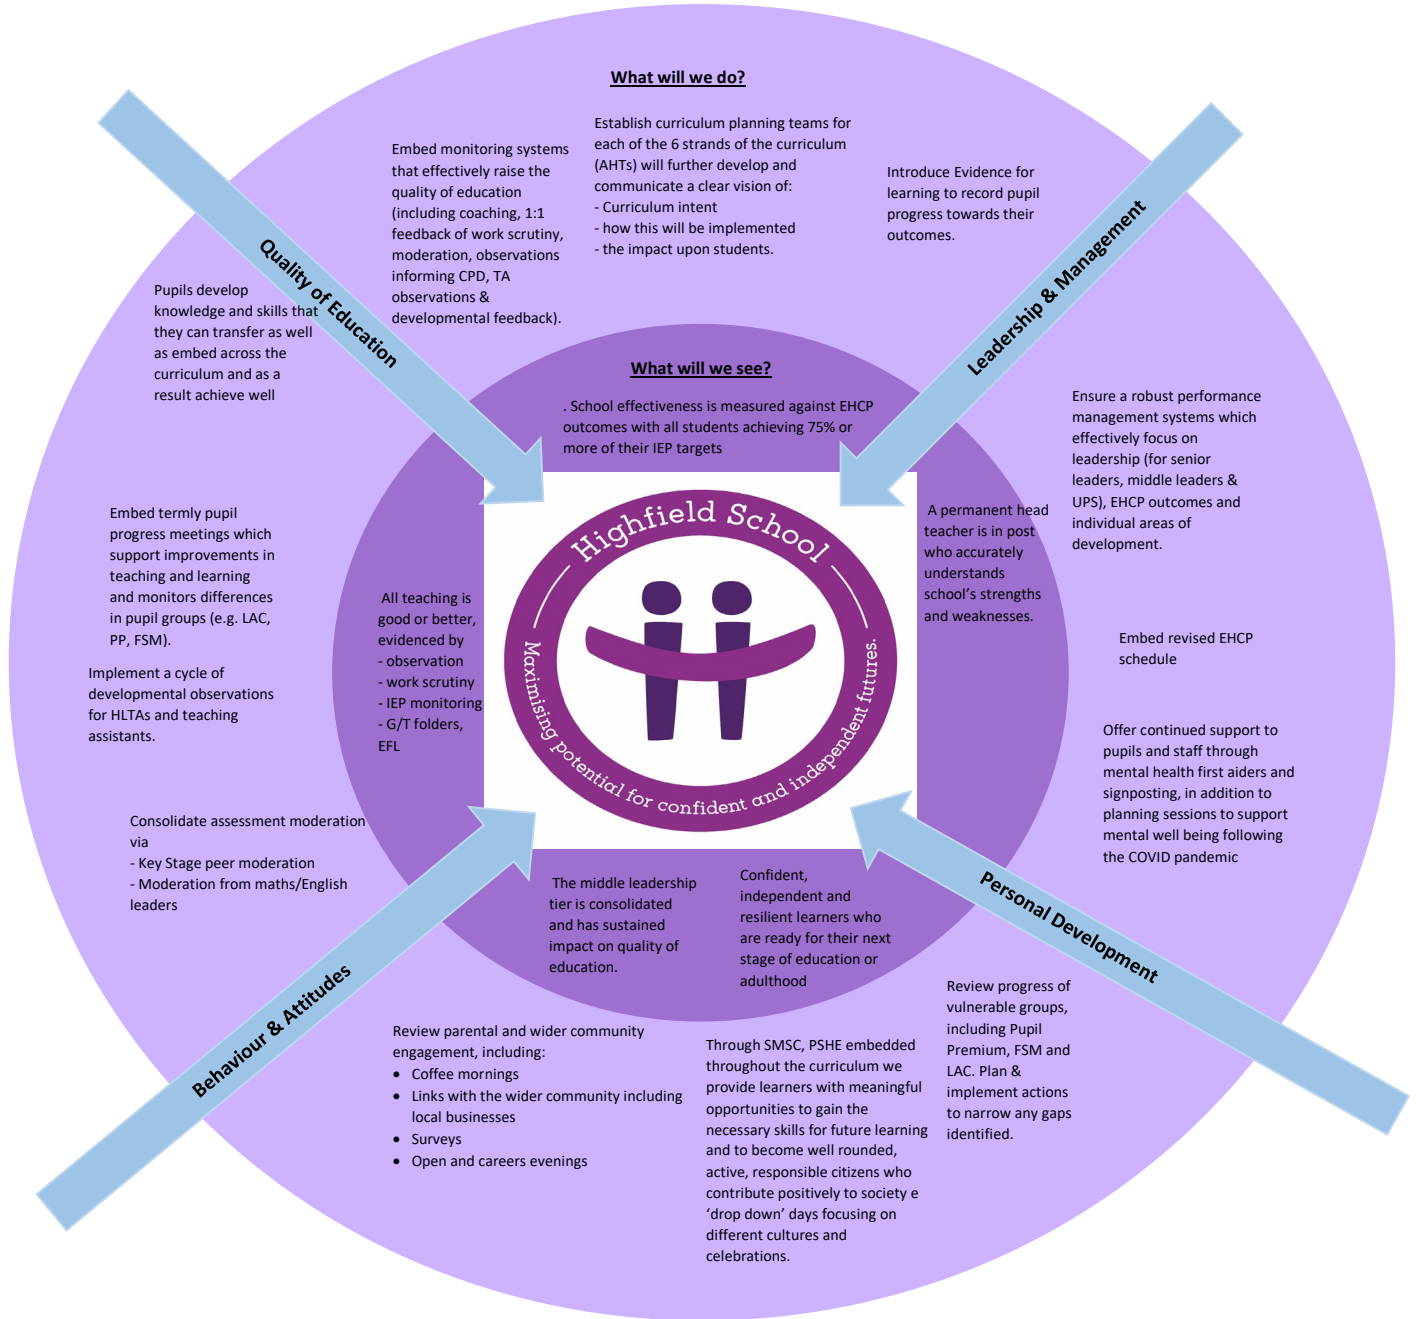 What will we do?
Embed monitoring systems
that effectively raise the
quality of education
(including coaching, 1:1
feedback of work scrutiny,
moderation, observations
informing CPD, TA
observations &
developmental feedback).
Establish curriculum planning teams for
each of the 6 strands of the curriculum
(AHTs) will further develop and
communicate a clear vision of:
- Curriculum intent
- how this will be implemented
- the impact upon students.
Introduce Evidence for
learning to record pupil
progress towards their
outcomes.
Quality of Education
Leadership & Management
Pupils develop
knowledge and skills that
they can transfer as well
as embed across the
curriculum and as a
result achieve well
What will we see?
. School effectiveness is measured against EHCP
outcomes with all students achieving 75% or
more of their IEP targets
Ensure a robust performance
management systems which
effectively focus on
leadership (for senior
leaders, middle leaders &
UPS), EHCP outcomes and
individual areas of
development.
Embed termly pupil
progress meetings which
support improvements in
teaching and learning
and monitors differences
in pupil groups (e.g. LAC,
PP, FSM).
Implement a cycle of
developmental observations
for HLTAs and teaching
assistants.
All teaching is
good or better,
evidenced by
- observation
- work scrutiny
- IEP monitoring
- G/T folders,
EFL
Highfield School
Maximising potential for confident and independent futures.
A permanent head
teacher is in post
who accurately
understands
school’s strengths
and weaknesses.
Embed revised EHCP
schedule
Offer continued support to
pupils and staff through
mental health first aiders and
signposting, in addition to
planning sessions to support
mental well being following
the COVID pandemic
Consolidate assessment moderation
via
- Key Stage peer moderation
- Moderation from maths/English
leaders
The middle leadership
tier is consolidated
and has sustained
impact on quality of
education.
Confident,
independent and
resilient learners who
are ready for their next
stage of education or
adulthood
Behaviour & Attitudes
Personal Development
Review parental and wider community
engagement, including:
• Coffee mornings
• Links with the wider community including
local businesses
• Surveys
• Open and careers evenings
Through SMSC, PSHE embedded
throughout the curriculum we
provide learners with meaningful
opportunities to gain the
necessary skills for future learning
and to become well rounded,
active, responsible citizens who
contribute positively to society e
‘drop down’ days focusing on
different cultures and
celebrations.
Review progress of
vulnerable groups,
including Pupil
Premium, FSM and
LAC. Plan &
implement actions
to narrow any gaps
identified.